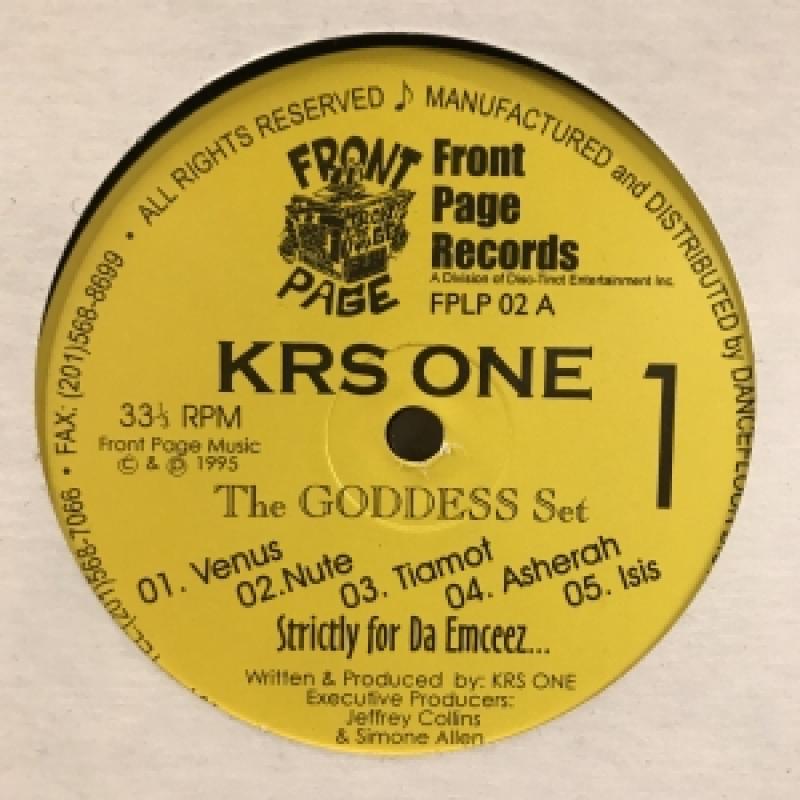 ALL RIGHTS RESERVED ♪ MANUFACTURED and DISTRIBUTED by
• FAX: (201)568-8699 •
(201)568-7066
FRONT
PAGE
Front
Page
Records
A Division of Disc-Tinct Entertainment Inc.
FPLP 02 A
KRS ONE
1
33⅓ RPM
Front Page Music
© & ℗ 1995
The GODDESS Set
01. Venus
02.Nute
03. Tiamot
04. Asherah
05. Isis
Strictly for Da Emceez...
Written & Produced by: KRS ONE
Executive Producers:
Jeffrey Collins
& Simone Allen